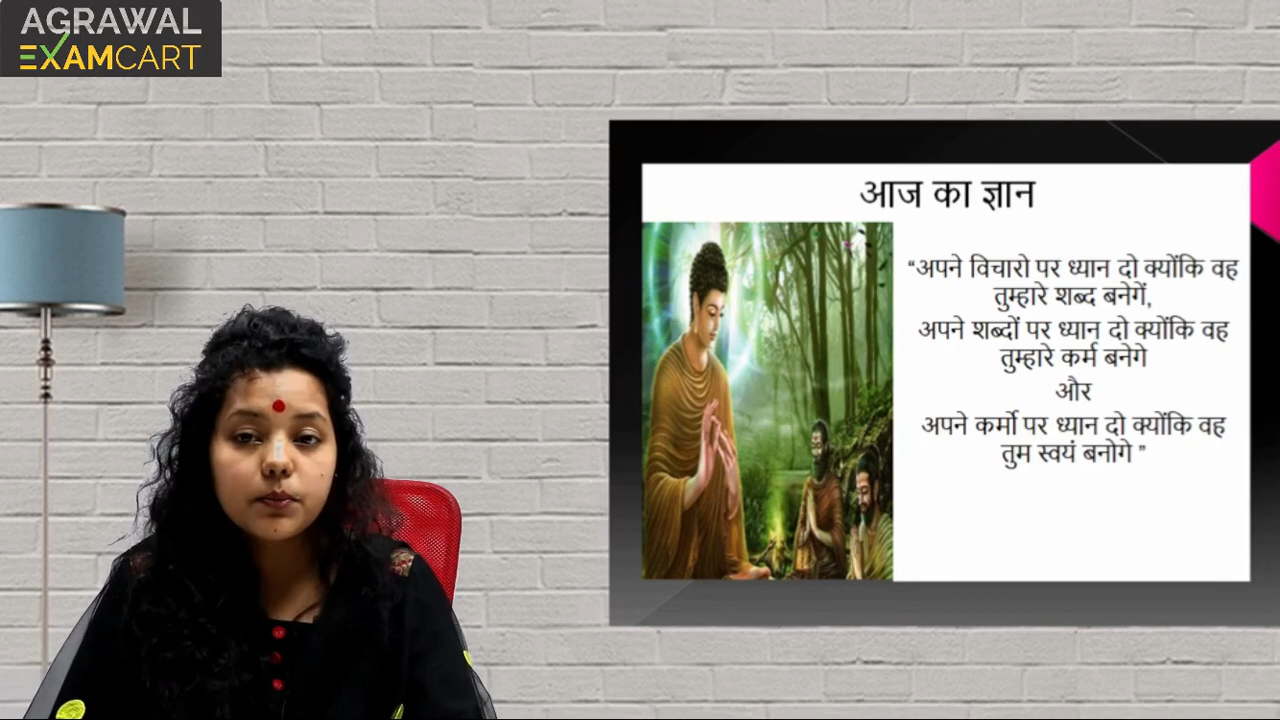 AGRAWAL
EXAMCART
आज का ज्ञान
“अपने विचारो पर ध्यान दो क्योंकि वह
तुम्हारे शब्द बनेगें,
अपने शब्दों पर ध्यान दो क्योंकि वह
तुम्हारे कर्म बनेगे
और
अपने कर्मो पर ध्यान दो क्योंकि वह
तुम स्वयं बनोगे ”